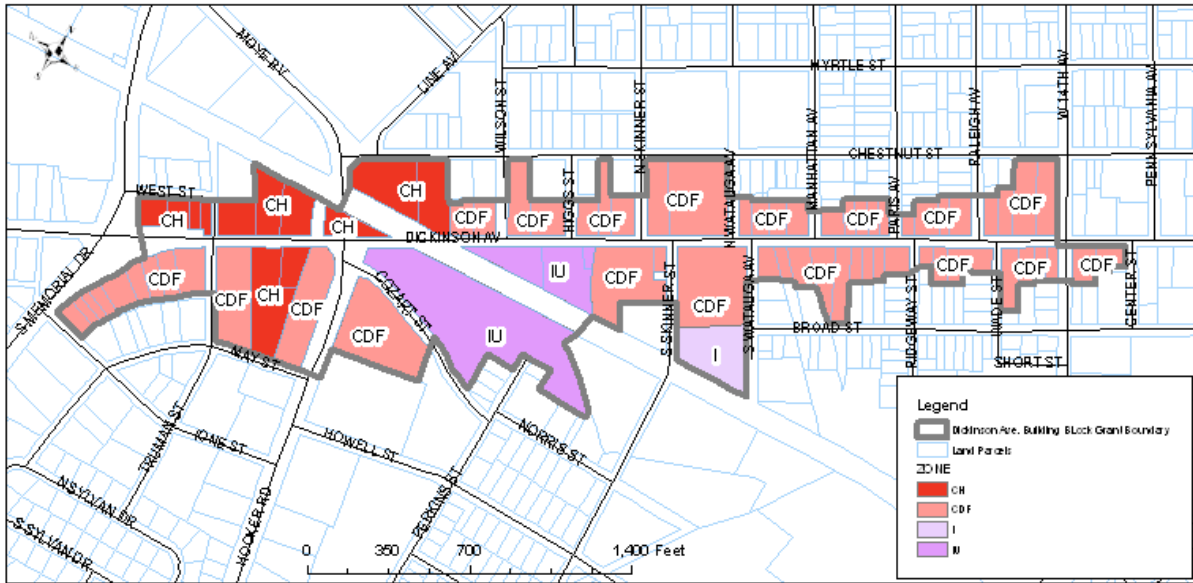 N
S
MOYE AV
LINE AV
WILSON ST
N SKINNER ST
MYRTLE ST
W 14TH AV
PENNSYLVANIA AV
RALEIGH AV
MANHATTAN AV
CHESTNUT ST
HIGGS ST
N WATAUGA AV
PARIS AV
WEST ST
CH
CH
CH
CH
CDF
CDF
CDF
CDF
CDF
CDF
CDF
CDF
DICKINSON AV
S MEMORIAL DR
CDF
CDF
CH
CDF
COZART ST
CDF
IU
IU
CDF
S SKINNER ST
CDF
S WATAUGA AV
I
CDF
BROAD ST
RIDGEWAY ST
CDF
WADE ST
CDF
CDF
CENTER ST
SHORT ST
MAY ST
TRUMAN ST
IONE ST
HOWELL ST
NORRIS ST
PERKINS ST
HOOKER RD
N SYLVAN DR
S SYLVAN DR
0 350 700 1,400 Feet
Legend
Dickinson Ave. Building BLock Grant Boundary
Land Parcels
ZONE
CH
CDF
I
IU